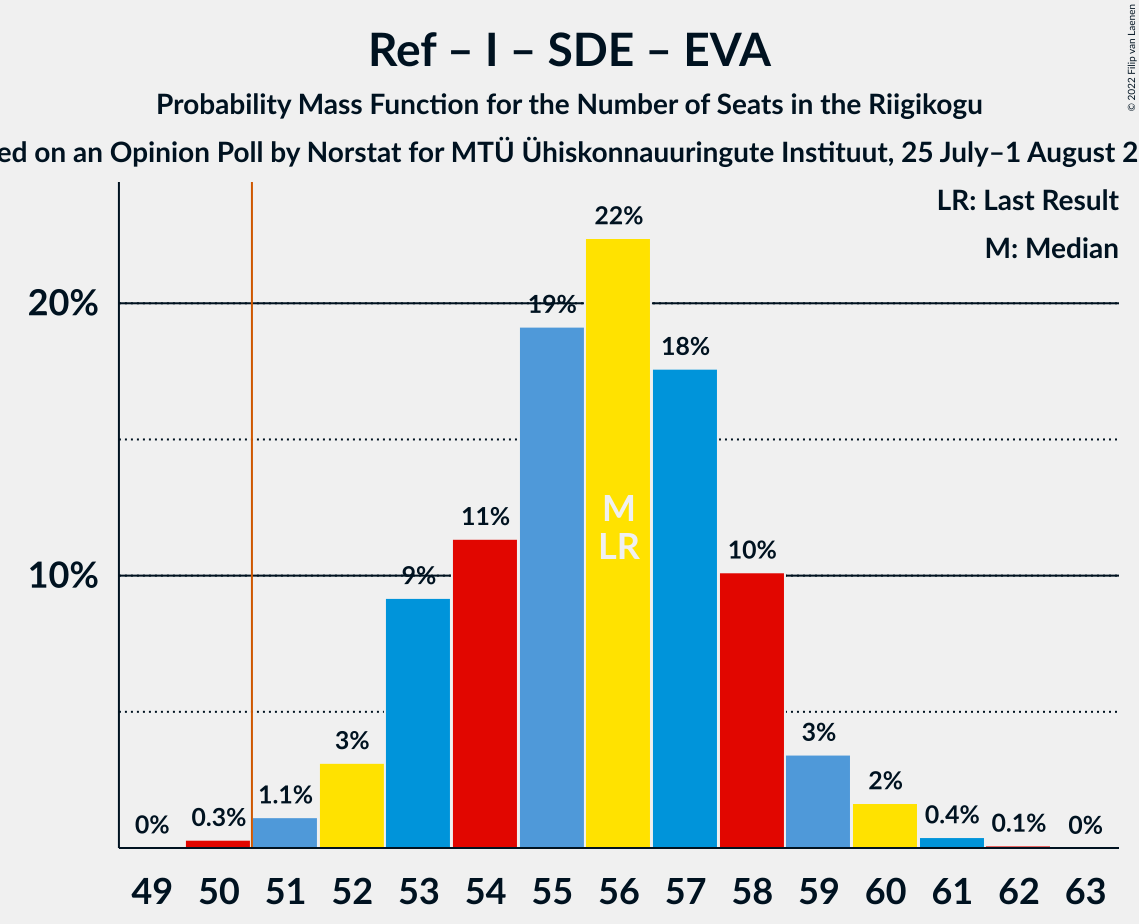 Ref – I – SDE – EVA
Probability Mass Function for the Number of Seats in the Riigikogu
ed on an Opinion Poll by Norstat for MTÜ Ühiskonnauuringute Instituut, 25 July–1 August 2
© 2022 Filip van Laenen
LR: Last Result
M: Median
20%
10%
0%
0.3%
1.1%
3%
9%
11%
19%
22%
18%
10%
3%
2%
0.4%
0.1%
0%
M
LR
49 50 51 52 53 54 55 56 57 58 59 60 61 62 63